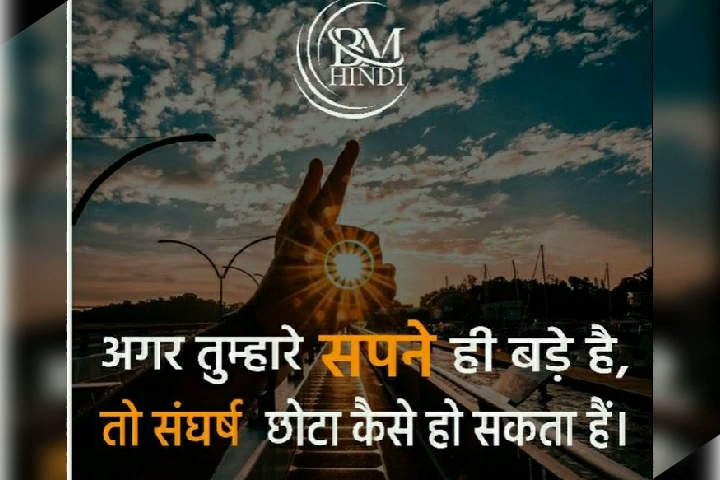 BM
HINDI
अगर तुम्हारे सपने ही बड़े है,
तो संघर्ष छोटा कैसे हो सकता हैं।